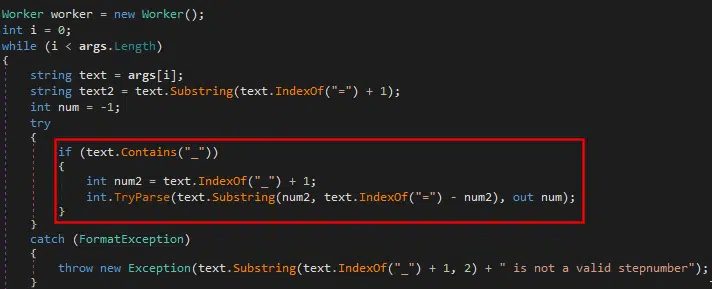 Worker worker = new Worker();
int i = 0;
while (i < args.Length)
{
    string text = args[i];
    string text2 = text.Substring(text.IndexOf("=") + 1);
    int num = -1;
    try
    {
        if (text.Contains("_"))
        {
            int num2 = text.IndexOf("_") + 1;
            int.TryParse(text.Substring(num2, text.IndexOf("=") - num2), out num);
        }
    }
    catch (FormatException)
    {
        throw new Exception(text.Substring(text.IndexOf("_") + 1, 2) + " is not a valid stepnumber");
    }